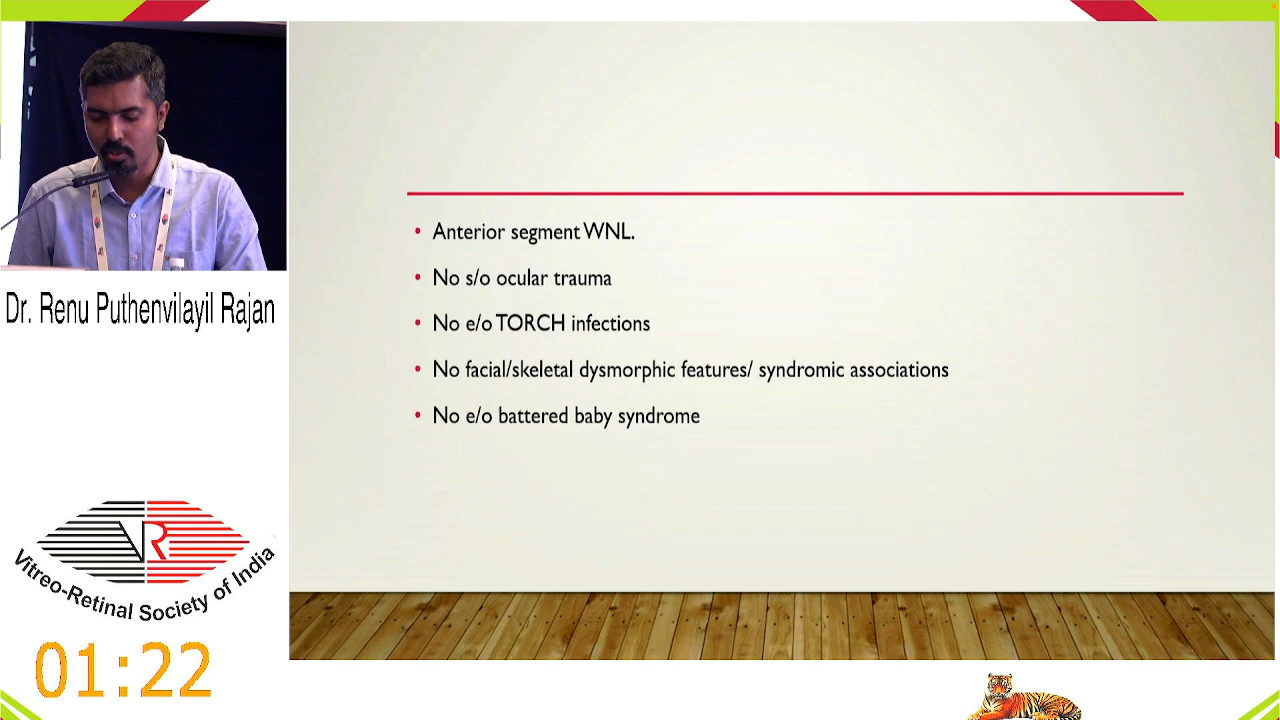 Anterior segment WNL.
No s/o ocular trauma
No e/o TORCH infections
No facial/skeletal dysmorphic features/ syndromic associations
No e/o battered baby syndrome
Dr. Renu Puthenvilayil Rajan
VR
Vitreo-Retinal Society of India
01:22